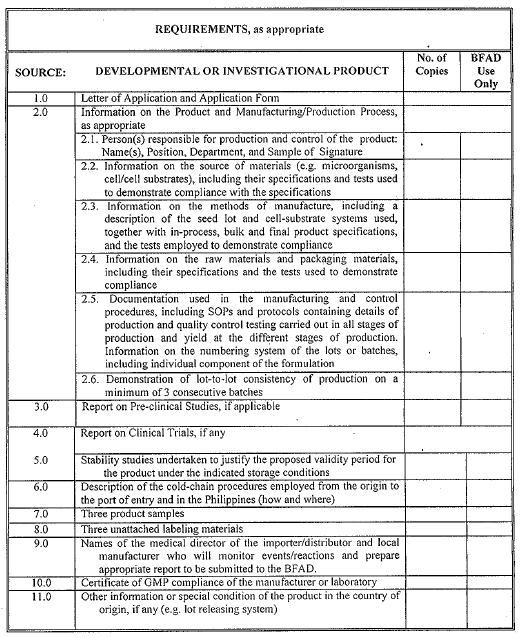 REQUIREMENTS, as appropriate
SOURCE:
DEVELOPMENTAL OR INVESTIGATIONAL PRODUCT
No. of
Copies
BFAD
Use
Only
1.0 Letter of Application and Application Form
2.0 Information on the Product and Manufacturing/Production Process,
as appropriate
2.1. Person(s) responsible for production and control of the product:
Name(s), Position, Department, and Sample of Signature
2.2. Information on the source of materials (e.g. microorganisms,
cell/cell substrates), including their specifications and tests used
to demonstrate compliance with the specifications
2.3. Information on the methods of manufacture, including a
description of the seed lot and cell-substrate systems used,
together with in-process, bulk and final product specifications,
and the tests employed to demonstrate compliance
2.4. Information on the raw materials and packaging materials,
including their specifications and the tests used to demonstrate
compliance
2.5. Documentation used in the manufacturing and control
procedures, including SOPs and protocols containing details of
production and quality control testing carried out in all stages of
production and yield at the different stages of production.
Information on the numbering system of the lots or batches,
including individual component of the formulation
2.6. Demonstration of lot-to-lot consistency of production on a
minimum of 3 consecutive batches
3.0 Report on Pre-clinical Studies, if applicable
4.0 Report on Clinical Trials, if any
5.0 Stability studies undertaken to justify the proposed validity period for
the product under the indicated storage conditions
6.0 Description of the cold-chain procedures employed from the origin to
the port of entry and in the Philippines (how and where)
7.0 Three product samples
8.0 Three unattached labeling materials
9.0 Names of the medical director of the importer/distributor and local
manufacturer who will monitor events/reactions and prepare
appropriate report to be submitted to the BFAD.
10.0 Certificate of GMP compliance of the manufacturer or laboratory
11.0 Other information or special condition of the product in the country of
origin, if any (e.g. lot releasing system)